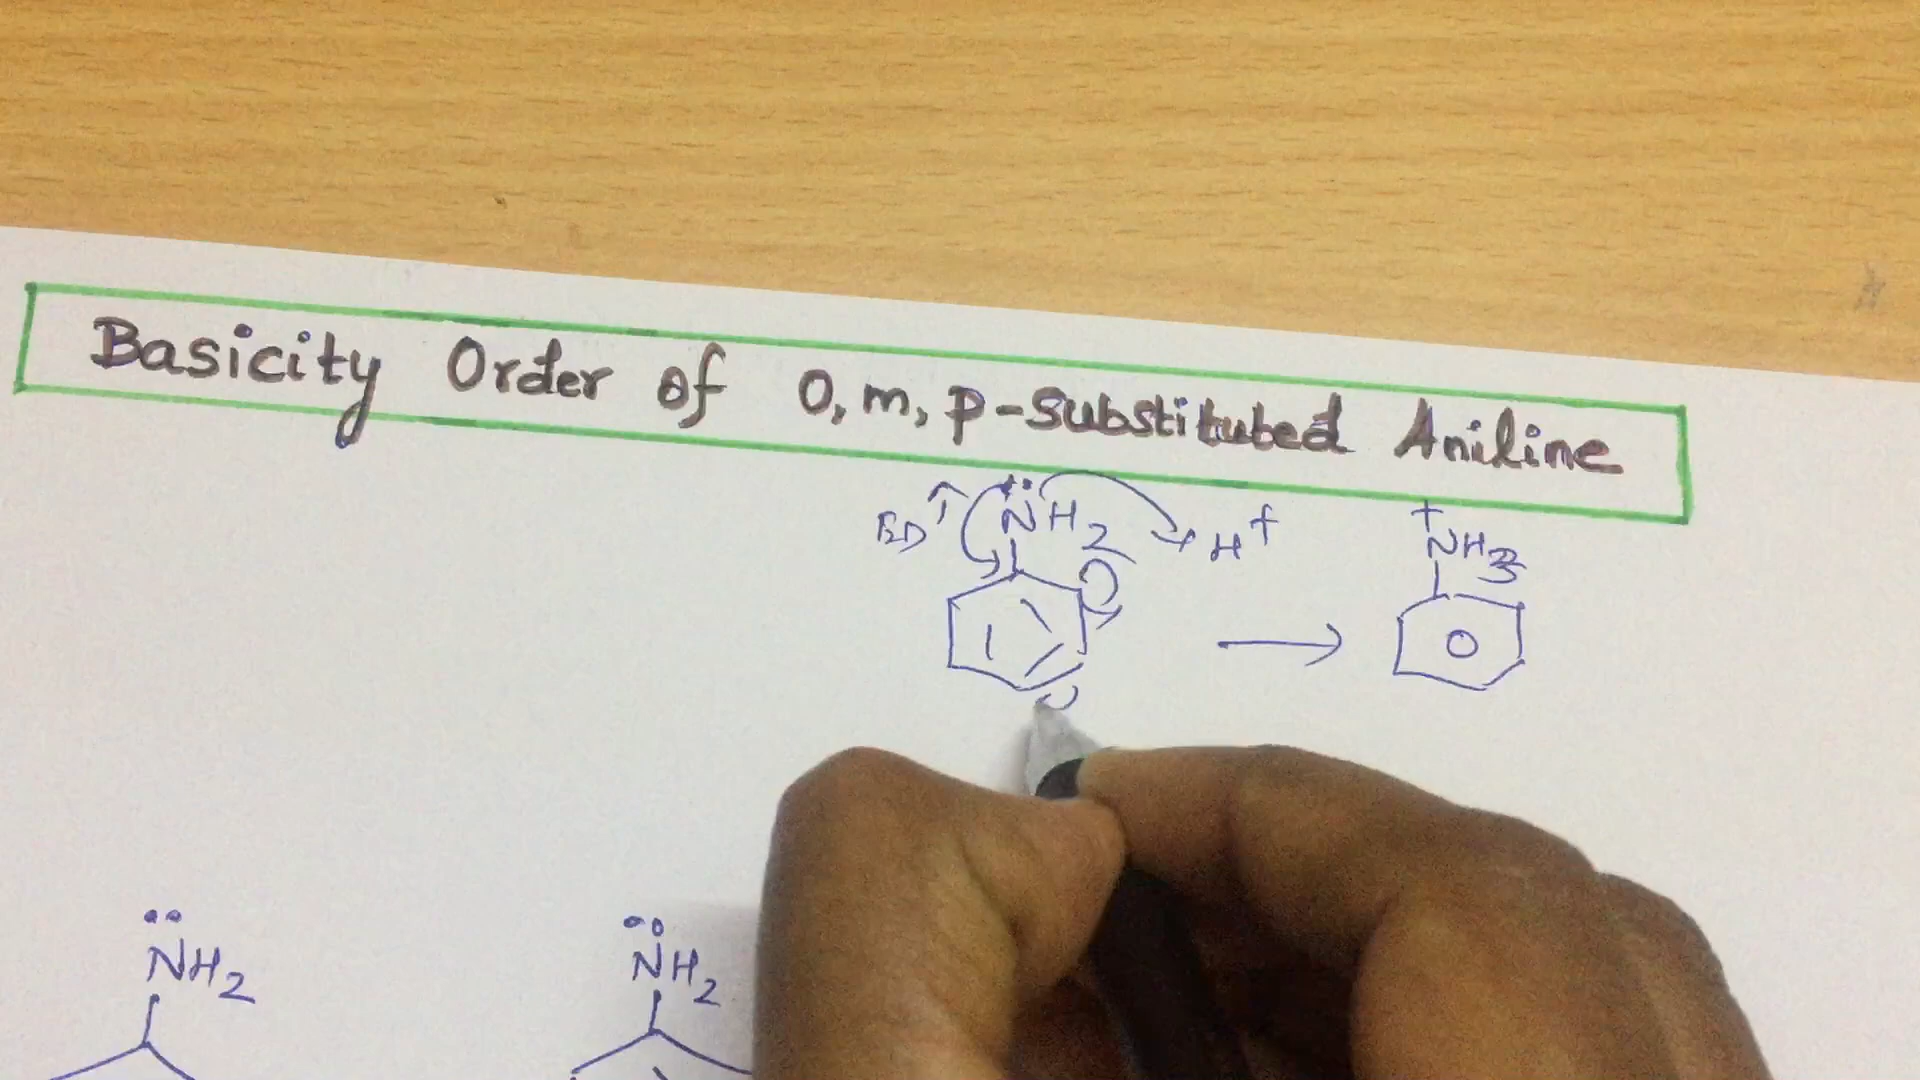 Basicity Order of O, m, p-substituted Aniline
NH2
H+
+
NH3
NH2
NH2